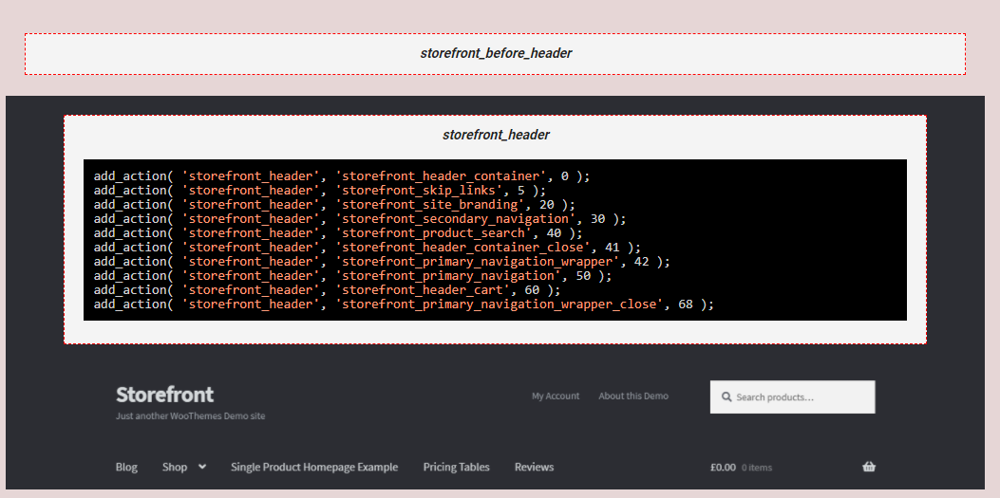 storefront_before_header
storefront_header
add_action( 'storefront_header', 'storefront_header_container', 0 );
add_action( 'storefront_header', 'storefront_skip_links', 5 );
add_action( 'storefront_header', 'storefront_site_branding', 20 );
add_action( 'storefront_header', 'storefront_secondary_navigation', 30 );
add_action( 'storefront_header', 'storefront_product_search', 40 );
add_action( 'storefront_header', 'storefront_header_container_close', 41 );
add_action( 'storefront_header', 'storefront_primary_navigation_wrapper', 42 );
add_action( 'storefront_header', 'storefront_primary_navigation', 50 );
add_action( 'storefront_header', 'storefront_header_cart', 60 );
add_action( 'storefront_header', 'storefront_primary_navigation_wrapper_close', 68 );
Storefront
Just another WooThemes Demo site
My Account About this Demo Search products...
Blog Shop Single Product Homepage Example Pricing Tables Reviews £0.00 0 items